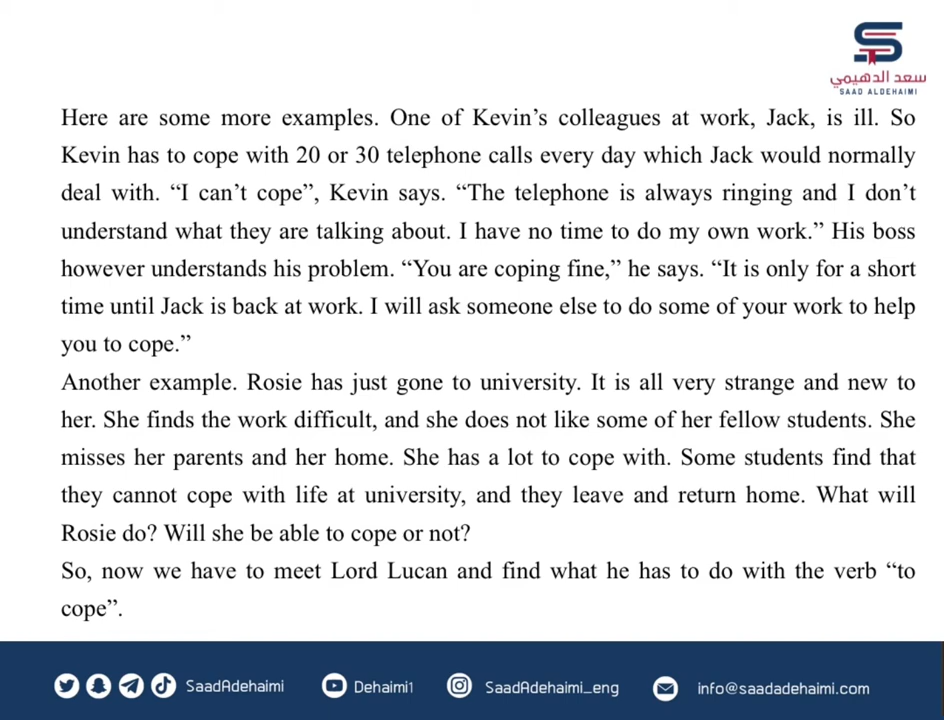 سعد الدهيمي
SAAD ALDEHAIMI
Here are some more examples. One of Kevin’s colleagues at work, Jack, is ill. So
Kevin has to cope with 20 or 30 telephone calls every day which Jack would normally
deal with. “I can’t cope”, Kevin says. “The telephone is always ringing and I don’t
understand what they are talking about. I have no time to do my own work.” His boss
however understands his problem. “You are coping fine,” he says. “It is only for a short
time until Jack is back at work. I will ask someone else to do some of your work to help
you to cope.”
Another example. Rosie has just gone to university. It is all very strange and new to
her. She finds the work difficult, and she does not like some of her fellow students. She
misses her parents and her home. She has a lot to cope with. Some students find that
they cannot cope with life at university, and they leave and return home. What will
Rosie do? Will she be able to cope or not?
So, now we have to meet Lord Lucan and find what he has to do with the verb “to
cope”.
SaadAdehaimi Dehaimi1 SaadAdehaimi_eng info@saadadehaimi.com